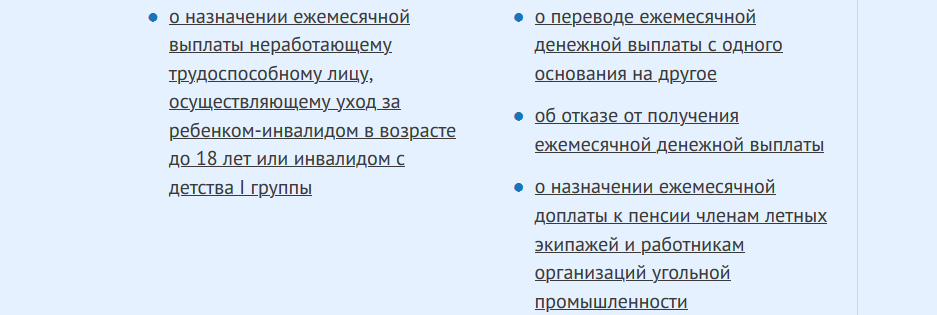 о назначении ежемесячной
выплаты неработающему
трудоспособному лицу,
осуществляющему уход за
ребенком-инвалидом в возрасте
до 18 лет или инвалидом с
детства I группы
о переводе ежемесячной
денежной выплаты с одного
основания на другое
об отказе от получения
ежемесячной денежной выплаты
о назначении ежемесячной
доплаты к пенсии членам летных
экипажей и работникам
организаций угольной
промышленности